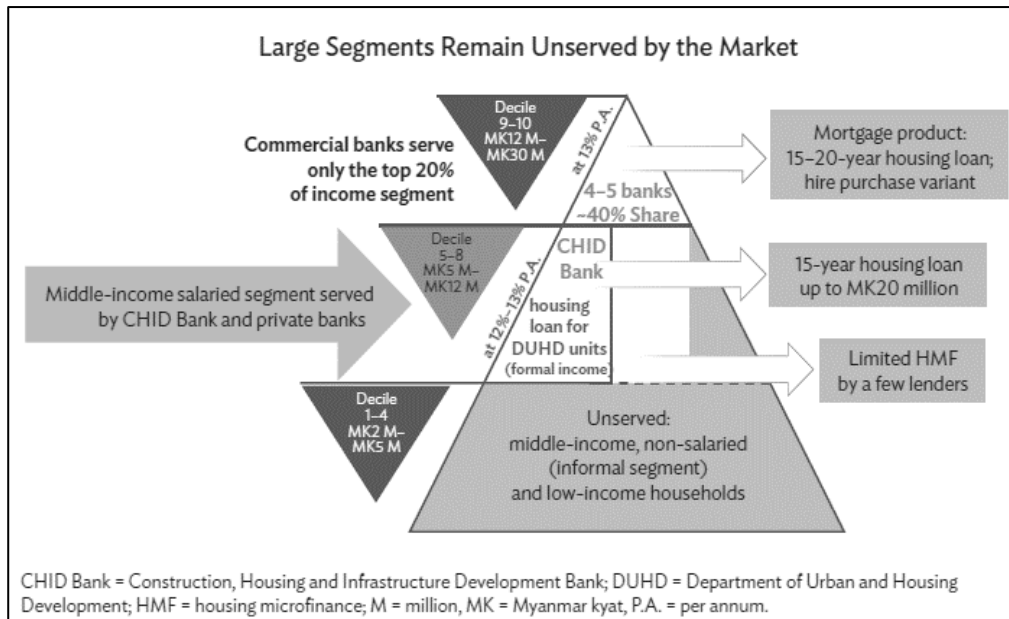 Large Segments Remain Unserved by the Market
Commercial banks serve
only the top 20%
of income segment
Decile
9–10
MK12 M–
MK30 M
at 13% P.A.
4–5 banks
~40% Share
Mortgage product:
15–20-year housing loan;
hire purchase variant
Middle-income salaried segment served
by CHID Bank and private banks
Decile
5–8
MK5 M–
MK12 M
at 12%–13% P.A.
CHID
Bank
housing
loan for
DUHD units
(formal income)
15-year housing loan
up to MK20 million
Limited HMF
by a few lenders
Decile
1–4
MK2 M–
MK5 M
Unserved:
middle-income, non-salaried
(informal segment)
and low-income households
CHID Bank = Construction, Housing and Infrastructure Development Bank; DUHD = Department of Urban and Housing
Development; HMF = housing microfinance; M = million, MK = Myanmar kyat, P.A. = per annum.